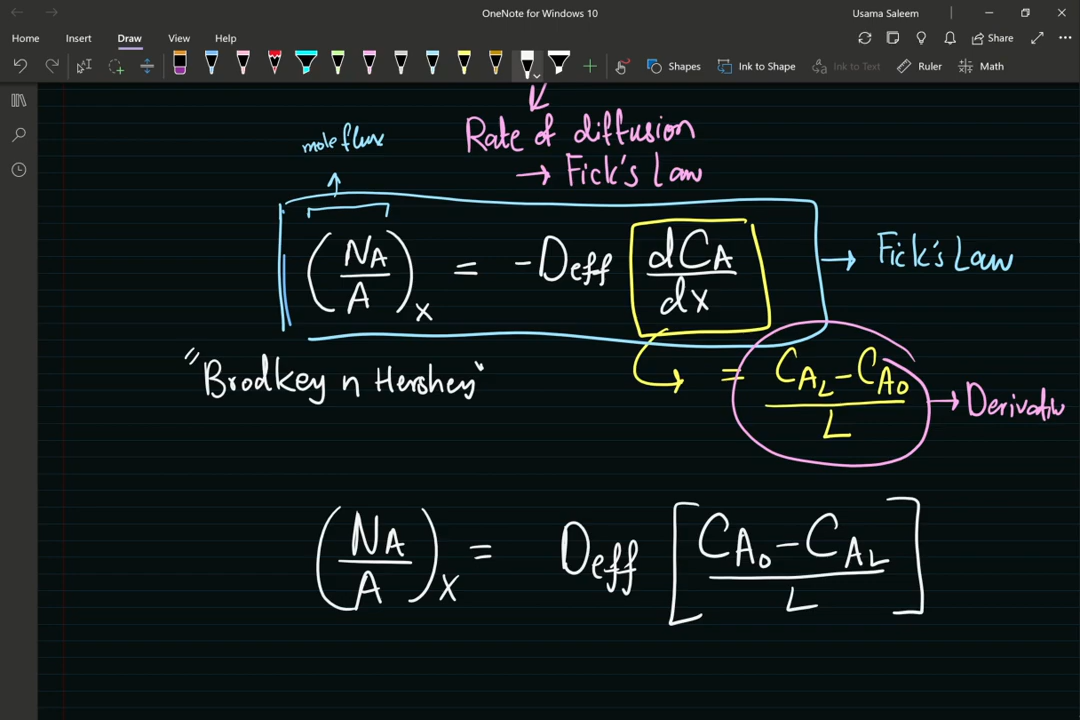 OneNote for Windows 10
Usama Saleem
Home Insert Draw View Help
Share
Shapes Ink to Shape Ink to Text Ruler Math
mole flux
Rate of diffusion
→ Fick's Law
(NA/A)x = -Deff dCA/dx → Fick's Law
= (CAL - CA0)/L → Derivativ
"Brodkey n Hershey"
(NA/A)x = Deff [(CA0 - CAL)/L]